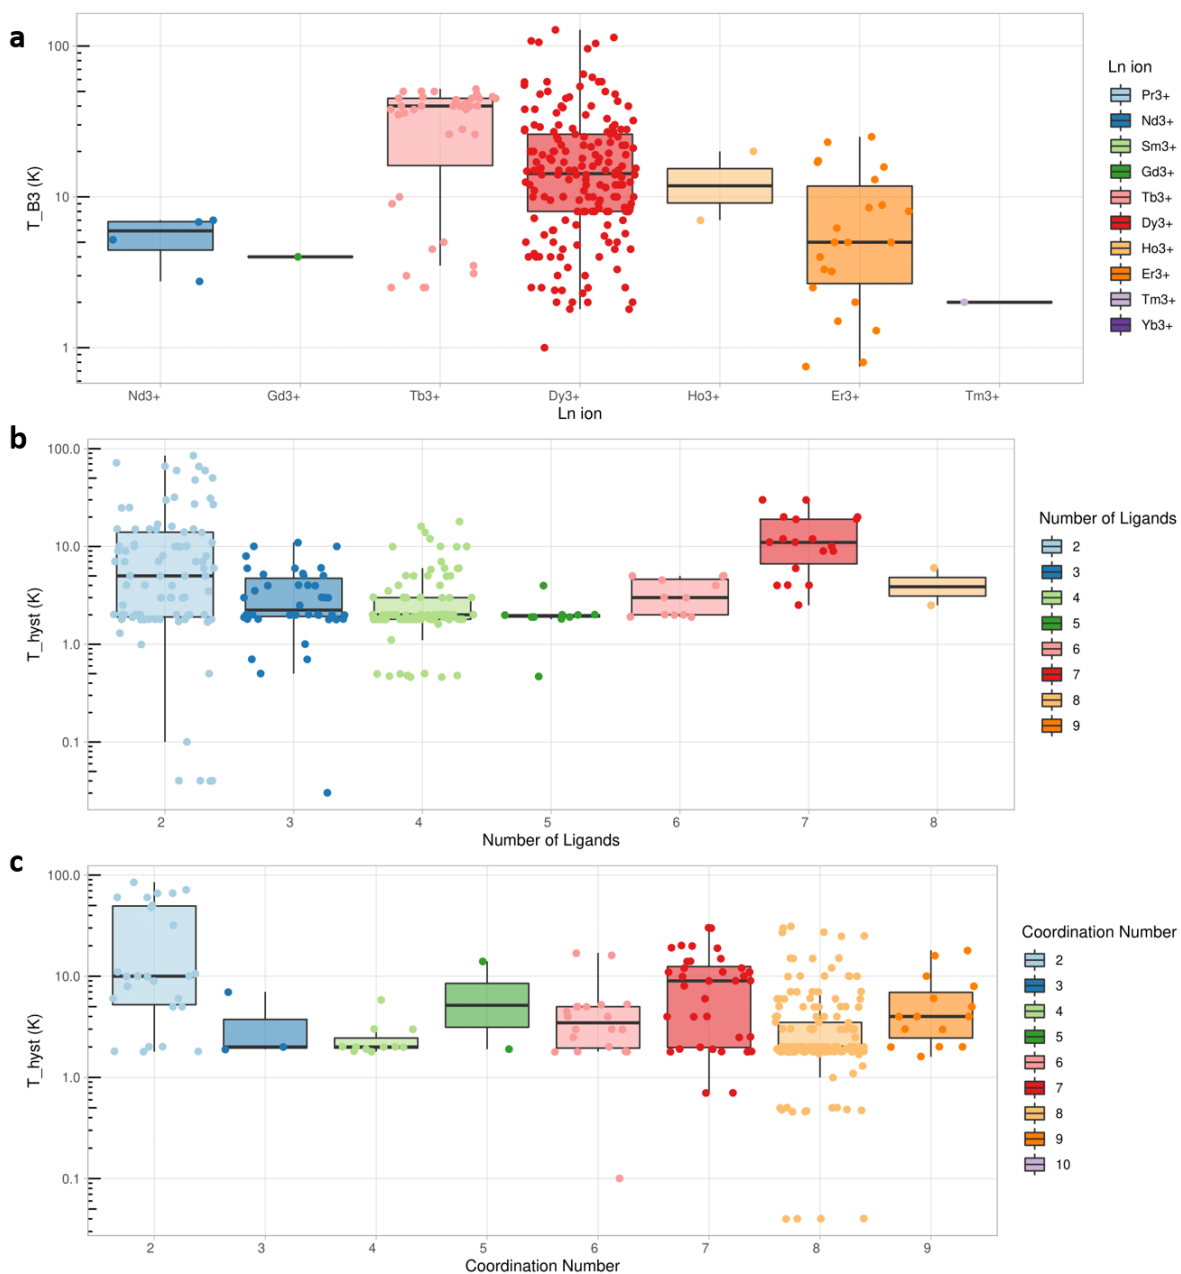 a
T_B3 (K)
100
10
1
Nd3+ Gd3+ Tb3+ Dy3+ Ho3+ Er3+ Tm3+
Ln ion
Ln ion
Pr3+
Nd3+
Sm3+
Gd3+
Tb3+
Dy3+
Ho3+
Er3+
Tm3+
Yb3+
b
T_hyst (K)
100.0
10.0
1.0
0.1
2 3 4 5 6 7 8
Number of Ligands
Number of Ligands
2
3
4
5
6
7
8
9
c
T_hyst (K)
100.0
10.0
1.0
0.1
2 3 4 5 6 7 8 9
Coordination Number
Coordination Number
2
3
4
5
6
7
8
9
10